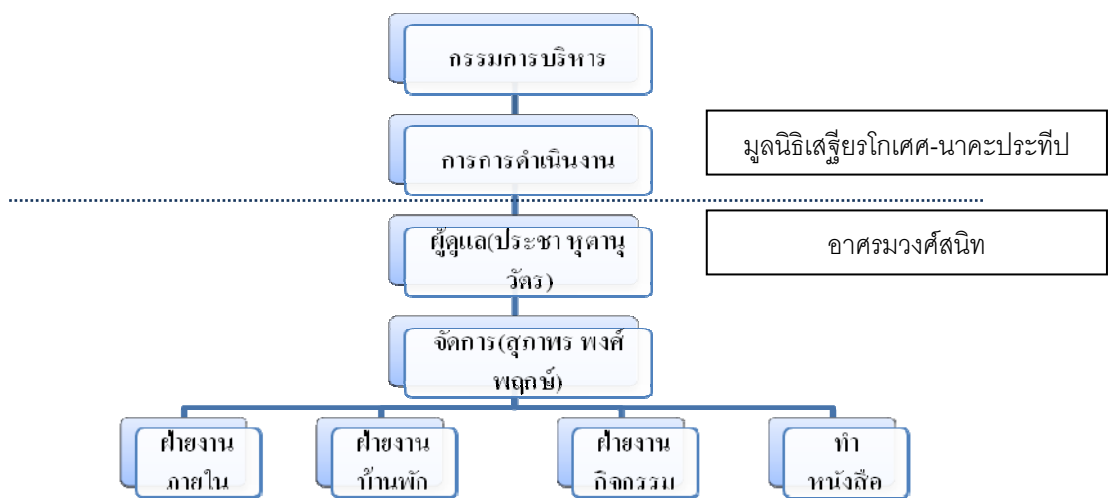 กรรมการบริหาร
มูลนิธิเสฐียรโกเศศ-นาคะประทีป
การการดำเนินงาน
ผู้ดูแล(ประชา หุตานุ
วัตร)
อาศรมวงศ์สนิท
จัดการ(สุภาพร พงศ์
พฤกษ์)
ฝ่ายงาน
ภายใน
ฝ่ายงาน
บ้านพัก
ฝ่ายงาน
กิจกรรม
ทำ
หนังสือ